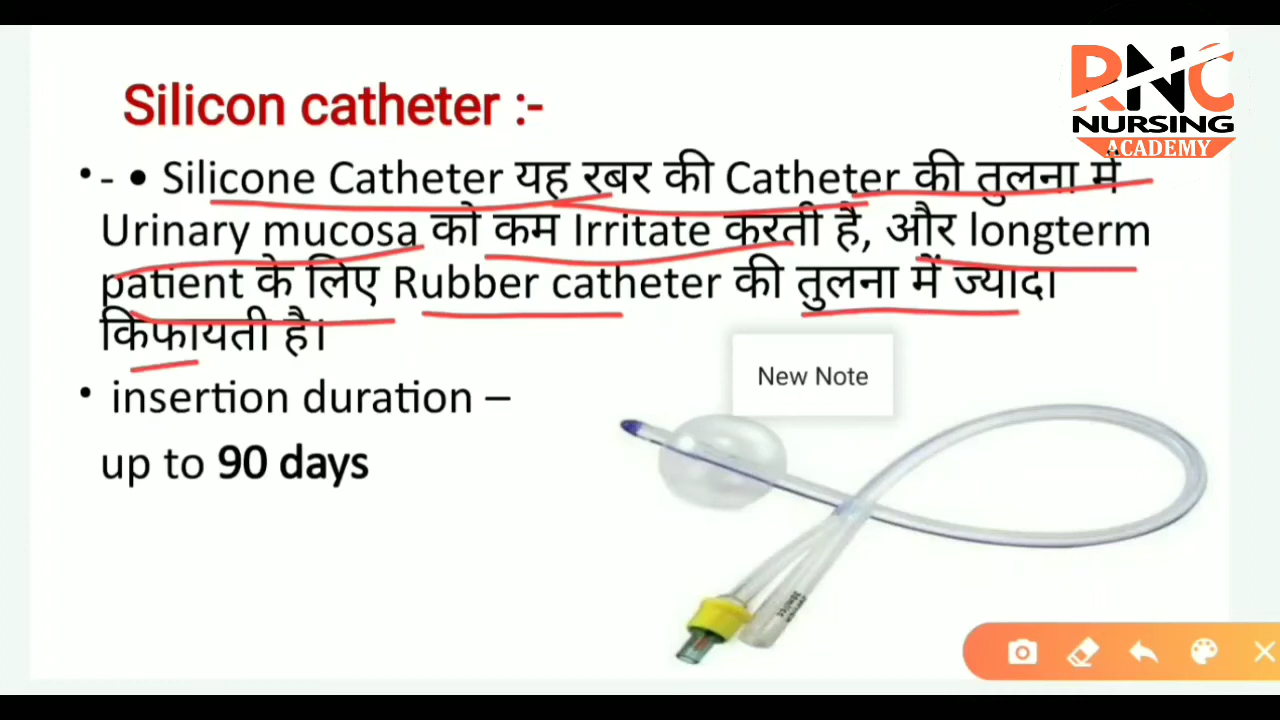 RNC
NURSING
ACADEMY
Silicon catheter :-
• - • Silicone Catheter यह रबर की Catheter की तुलना में
Urinary mucosa को कम Irritate करती है, और longterm
patient के लिए Rubber catheter की तुलना में ज्यादा
किफायती है।
• insertion duration –
up to 90 days
New Note